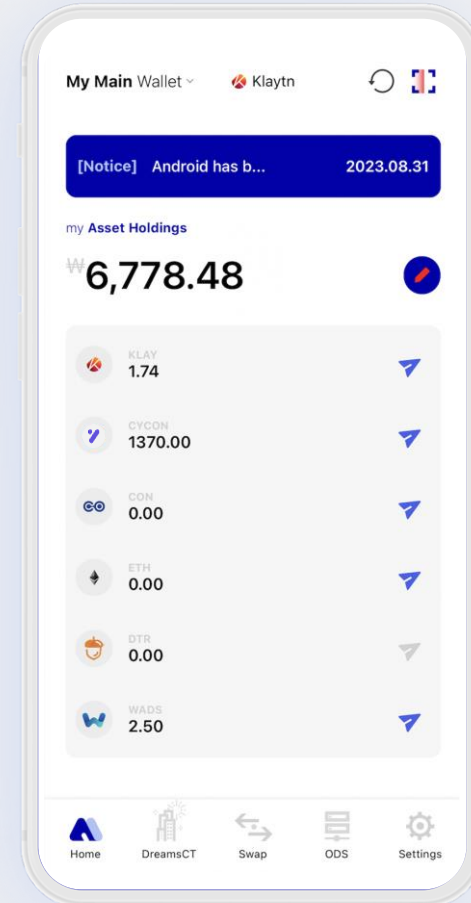 My Main Wallet Klaytn
[Notice] Android has b... 2023.08.31
my Asset Holdings
₩6,778.48
KLAY
1.74
CYCON
1370.00
CON
0.00
ETH
0.00
DTR
0.00
WADS
2.50
Home DreamsCT Swap ODS Settings